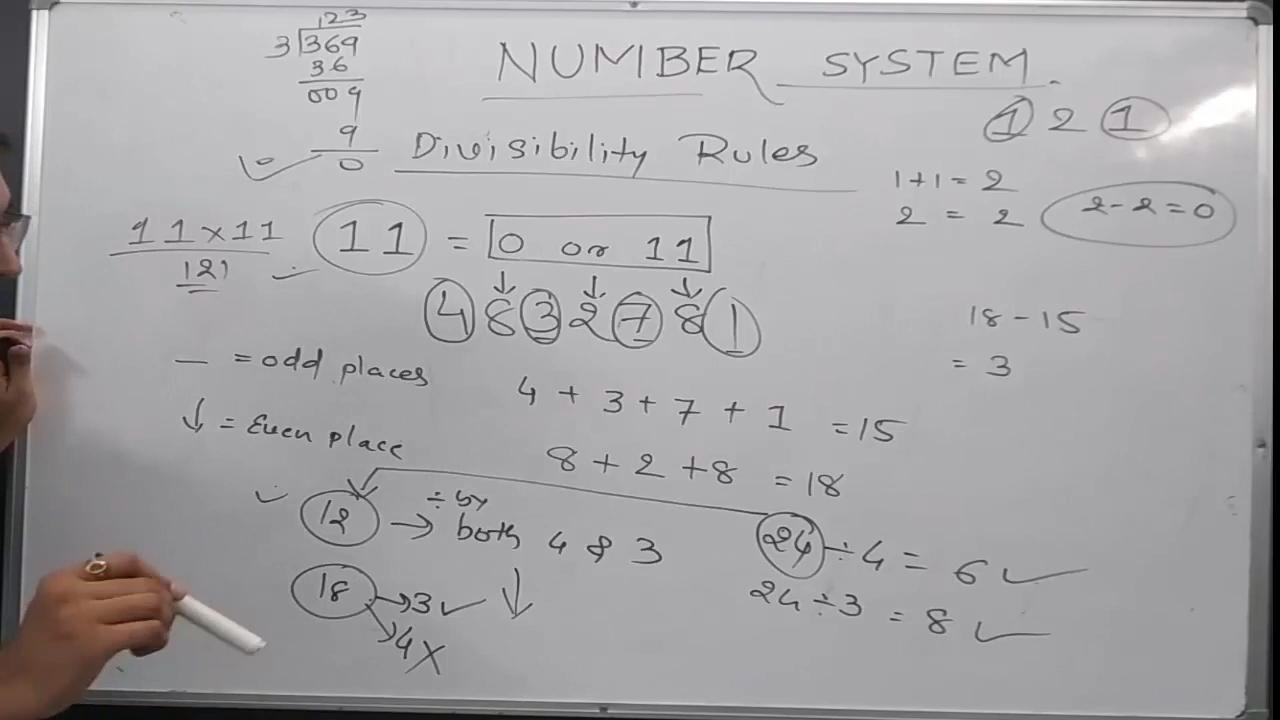 NUMBER SYSTEM.
123
3 369
36
009
9
0
0
Divisibility Rules
1 2 1
1+1 = 2
2 = 2
2-2=0
11x11
121
11 = 0 or 11
4 8 3 2 7 8 1
18 - 15
= 3
— = odd places
↓ = Even place
4 + 3 + 7 + 1 = 15
8 + 2 + 8 = 18
12 → ÷ by both 4 & 3
24 ÷ 4 = 6 ✓
24 ÷ 3 = 8 ✓
18 → 3 ✓
→ 4 X